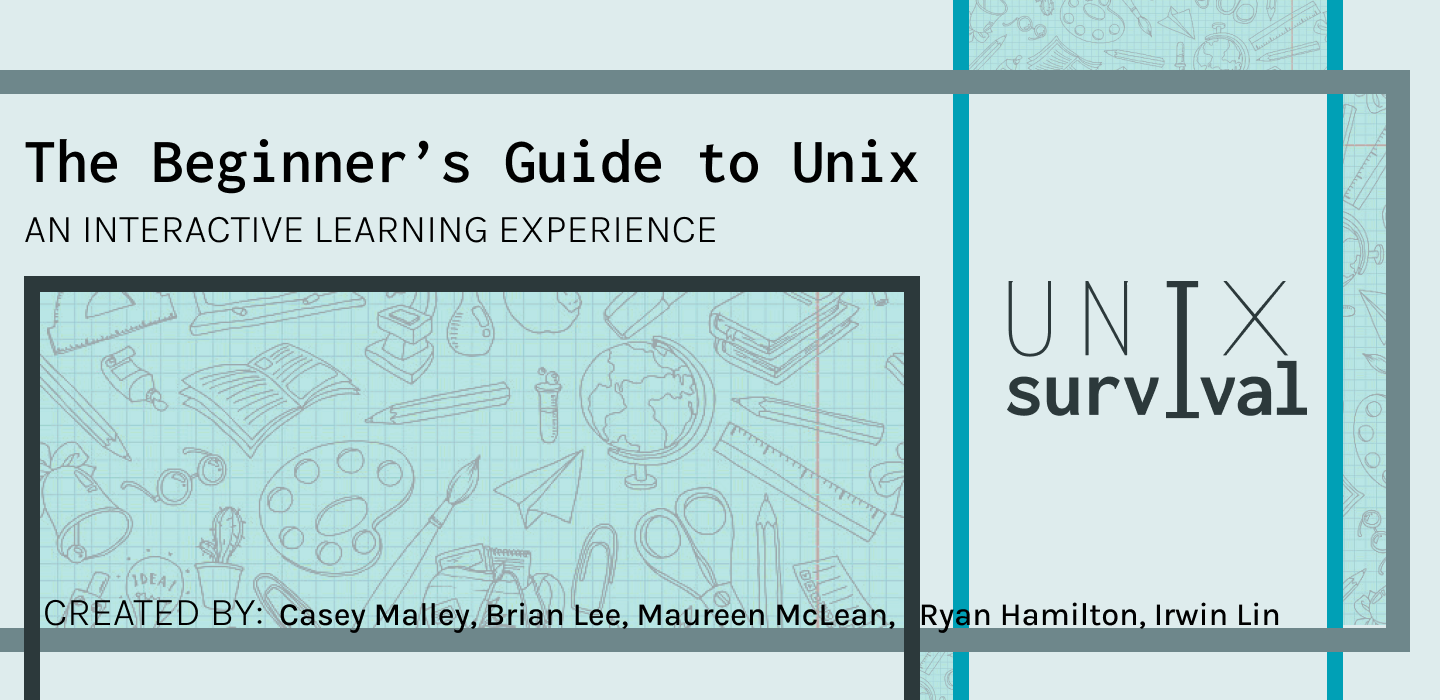 The Beginner’s Guide to Unix
AN INTERACTIVE LEARNING EXPERIENCE
UNIX
survIval
IDEA!
CREATED BY: Casey Malley, Brian Lee, Maureen McLean, Ryan Hamilton, Irwin Lin